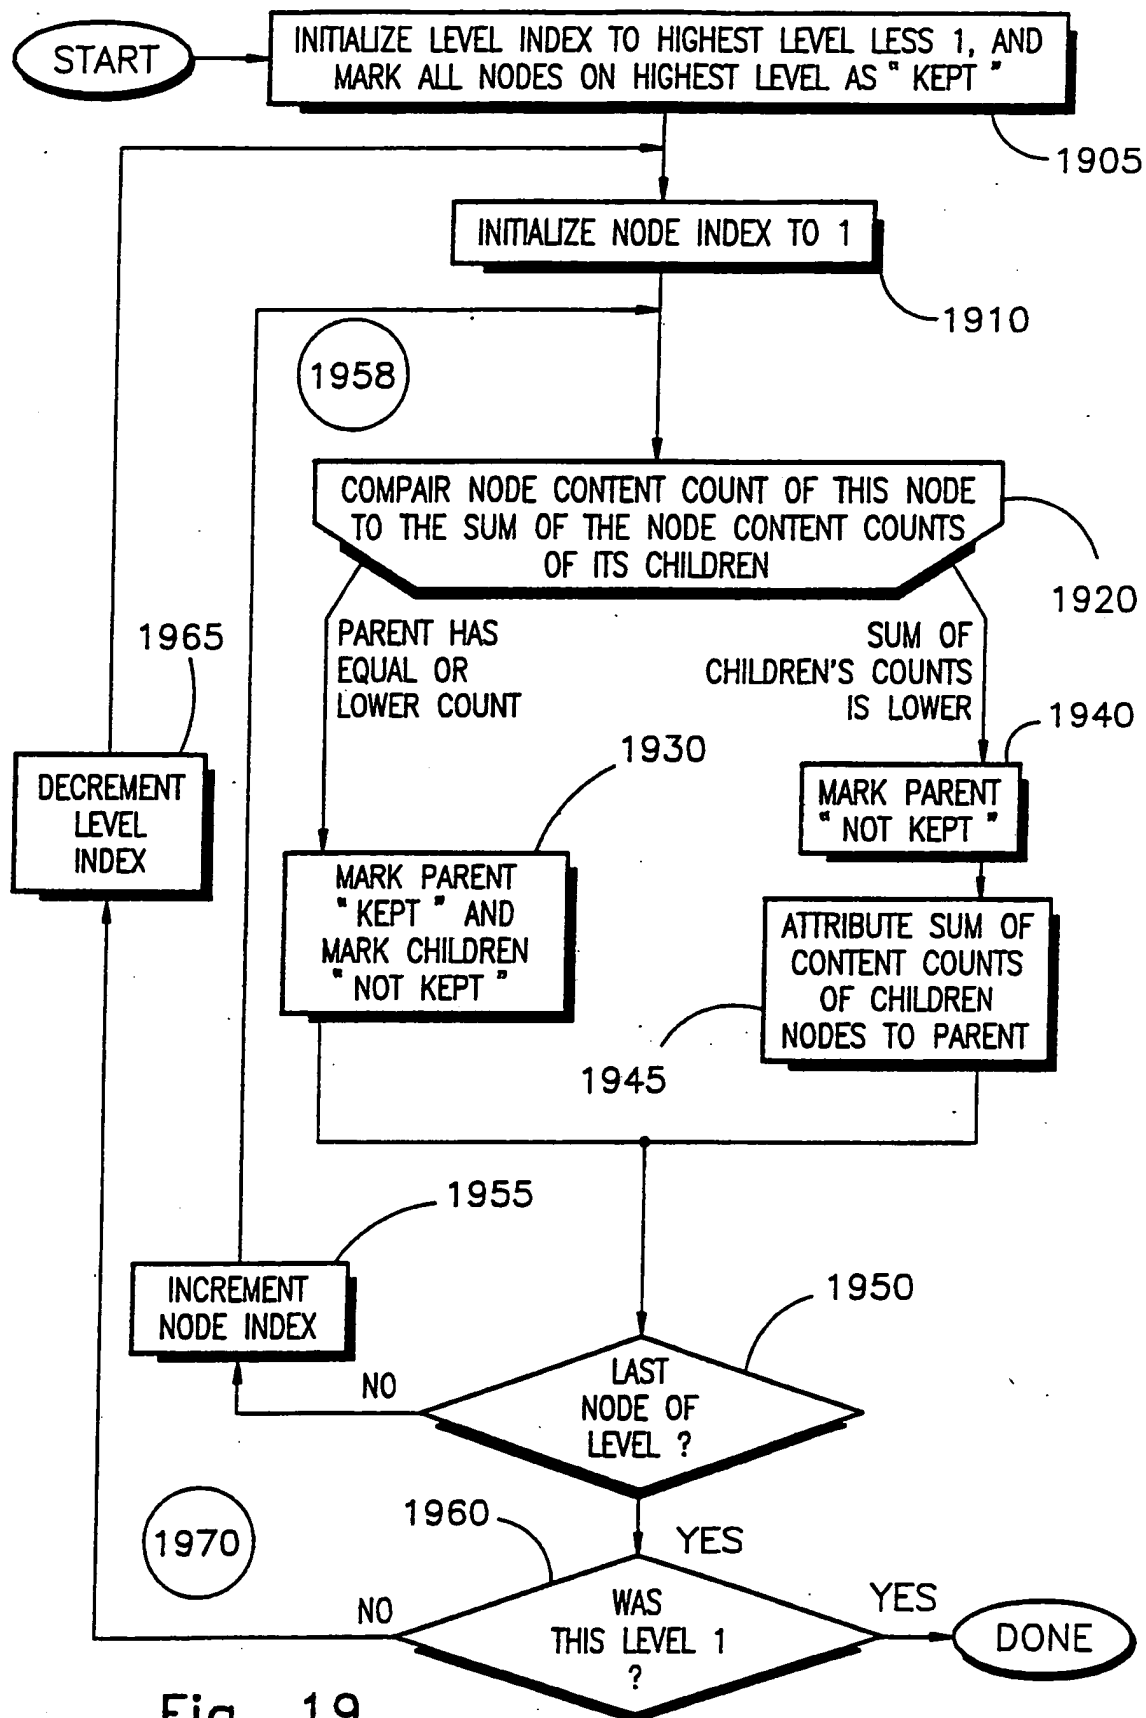 START
INITIALIZE LEVEL INDEX TO HIGHEST LEVEL LESS 1, AND
MARK ALL NODES ON HIGHEST LEVEL AS " KEPT "
1905
INITIALIZE NODE INDEX TO 1
1910
1958
COMPAIR NODE CONTENT COUNT OF THIS NODE
TO THE SUM OF THE NODE CONTENT COUNTS
OF ITS CHILDREN
1920
PARENT HAS
EQUAL OR
LOWER COUNT
SUM OF
CHILDREN'S COUNTS
IS LOWER
1965
DECREMENT
LEVEL
INDEX
1930
MARK PARENT
" KEPT " AND
MARK CHILDREN
" NOT KEPT "
1940
MARK PARENT
" NOT KEPT "
ATTRIBUTE SUM OF
CONTENT COUNTS
OF CHILDREN
NODES TO PARENT
1945
1955
INCREMENT
NODE INDEX
1950
LAST
NODE OF
LEVEL ?
NO
YES
1960
1970
WAS
THIS LEVEL 1
?
NO
YES
DONE
Fig. 19